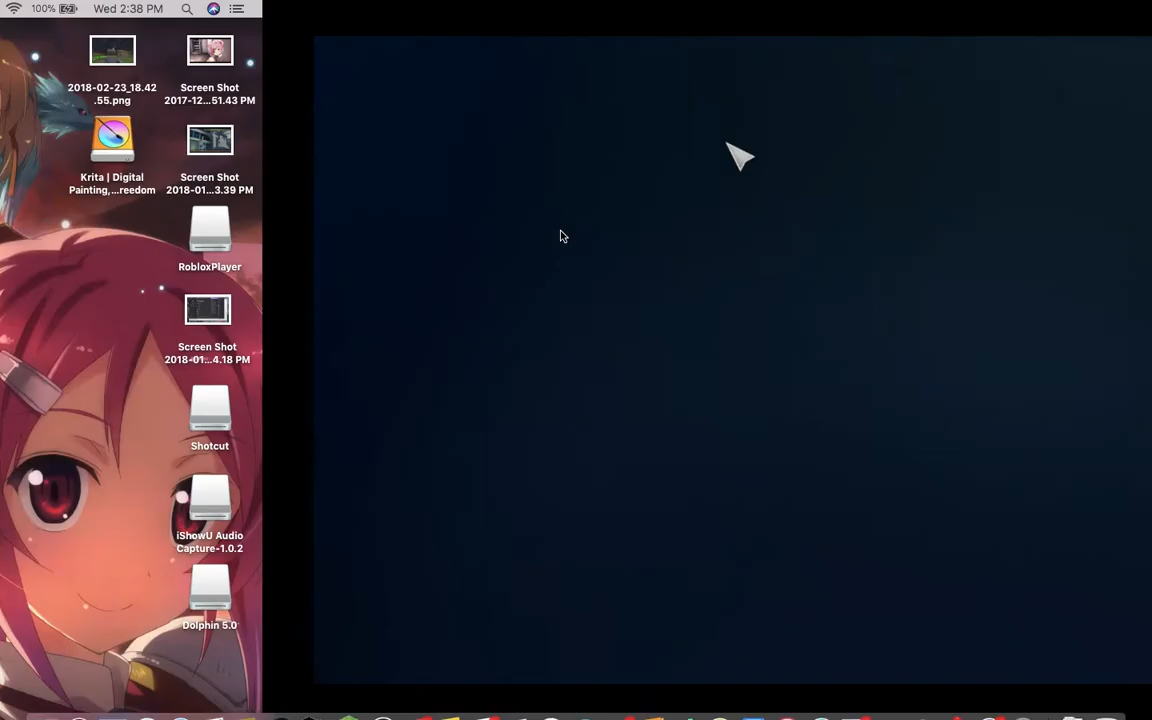 100% Wed 2:38 PM
2018-02-23_18.42
.55.png
Screen Shot
2017-12...51.43 PM
Krita | Digital
Painting,...reedom
Screen Shot
2018-01...3.39 PM
RobloxPlayer
Screen Shot
2018-01...4.18 PM
Shotcut
iShowU Audio
Capture-1.0.2
Dolphin 5.0